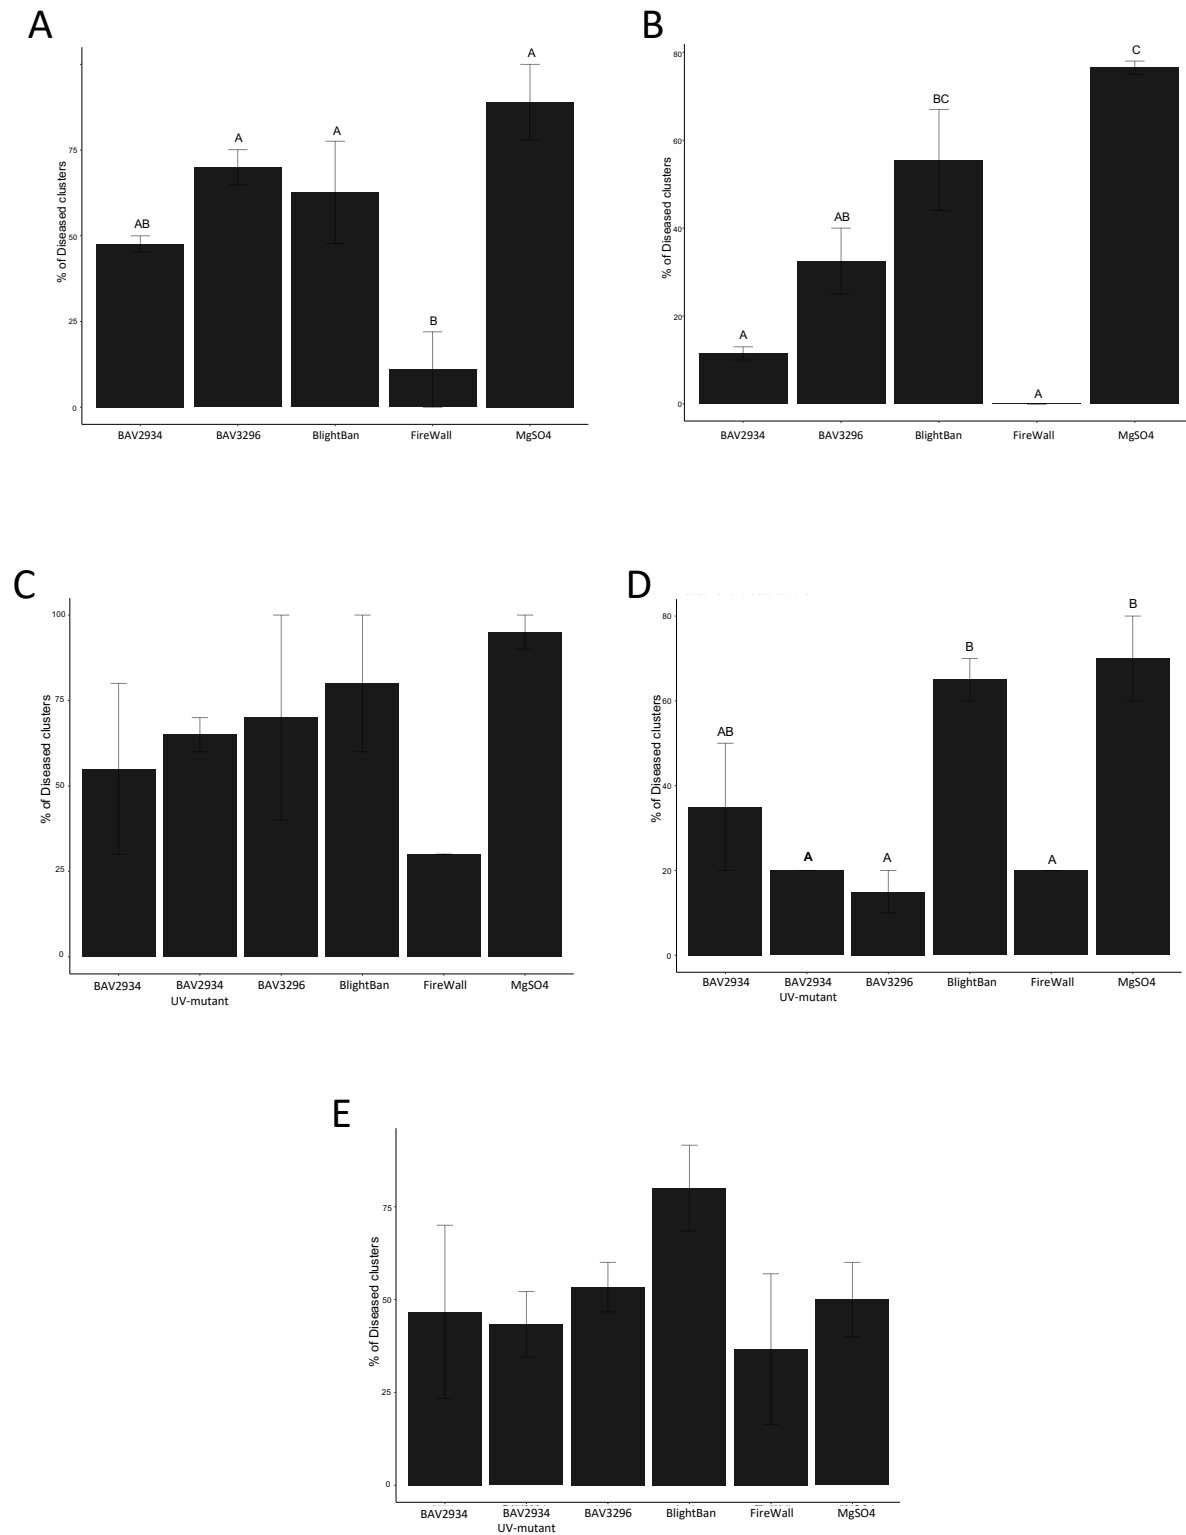 A
% of Diseased clusters
75
50
25
0
AB
A
A
B
A
BAV2934 BAV3296 BlightBan FireWall MgSO4
B
% of Diseased clusters
80
60
40
20
0
A
AB
BC
A
C
BAV2934 BAV3296 BlightBan FireWall MgSO4
C
% of Diseased clusters
100
75
50
25
0
BAV2934 BAV2934 BAV3296 BlightBan FireWall MgSO4
UV-mutant
D
% of Diseased clusters
80
60
40
20
0
AB
A
A
B
A
B
BAV2934 BAV2934 BAV3296 BlightBan FireWall MgSO4
UV-mutant
E
% of Diseased clusters
75
50
25
0
BAV2934 BAV2934 BAV3296 BlightBan FireWall MgSO4
UV-mutant